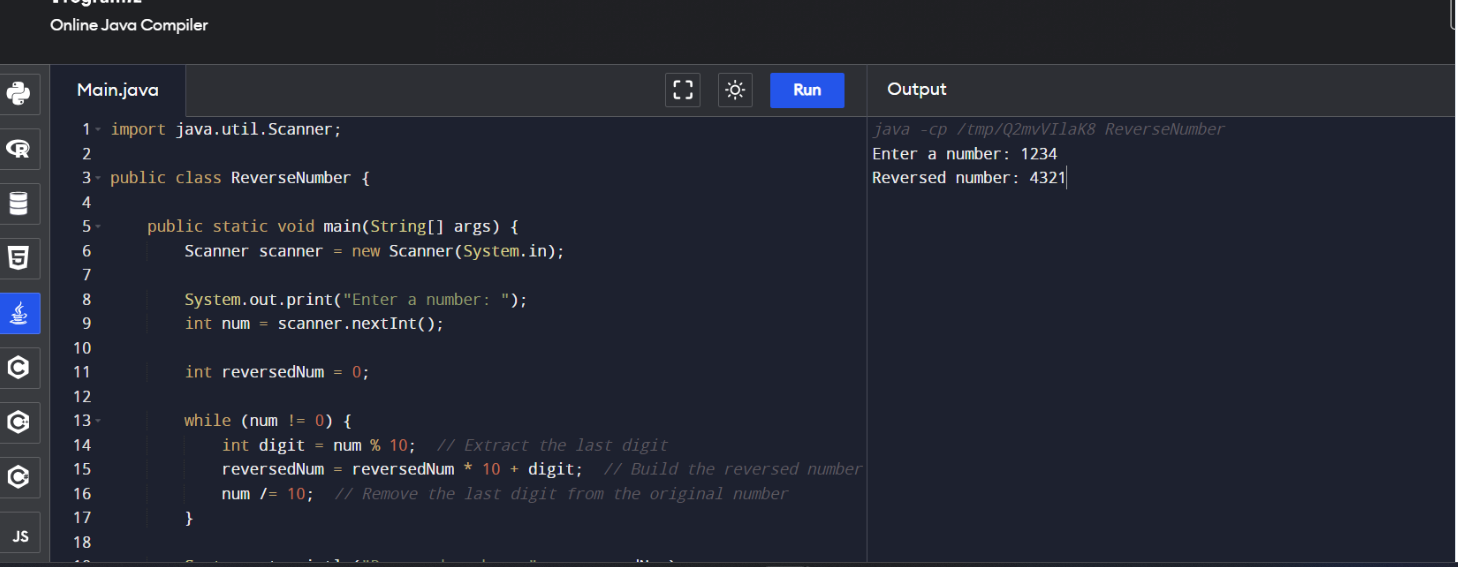 Online Java Compiler
Main.java
Run
Output
1 import java.util.Scanner;
2
3 public class ReverseNumber {
4
5 public static void main(String[] args) {
6 Scanner scanner = new Scanner(System.in);
7
8 System.out.print("Enter a number: ");
9 int num = scanner.nextInt();
10
11 int reversedNum = 0;
12
13 while (num != 0) {
14 int digit = num % 10; // Extract the last digit
15 reversedNum = reversedNum * 10 + digit; // Build the reversed number
16 num /= 10; // Remove the last digit from the original number
17 }
18
java -cp /tmp/Q2mvVIlaK8 ReverseNumber
Enter a number: 1234
Reversed number: 4321
JS